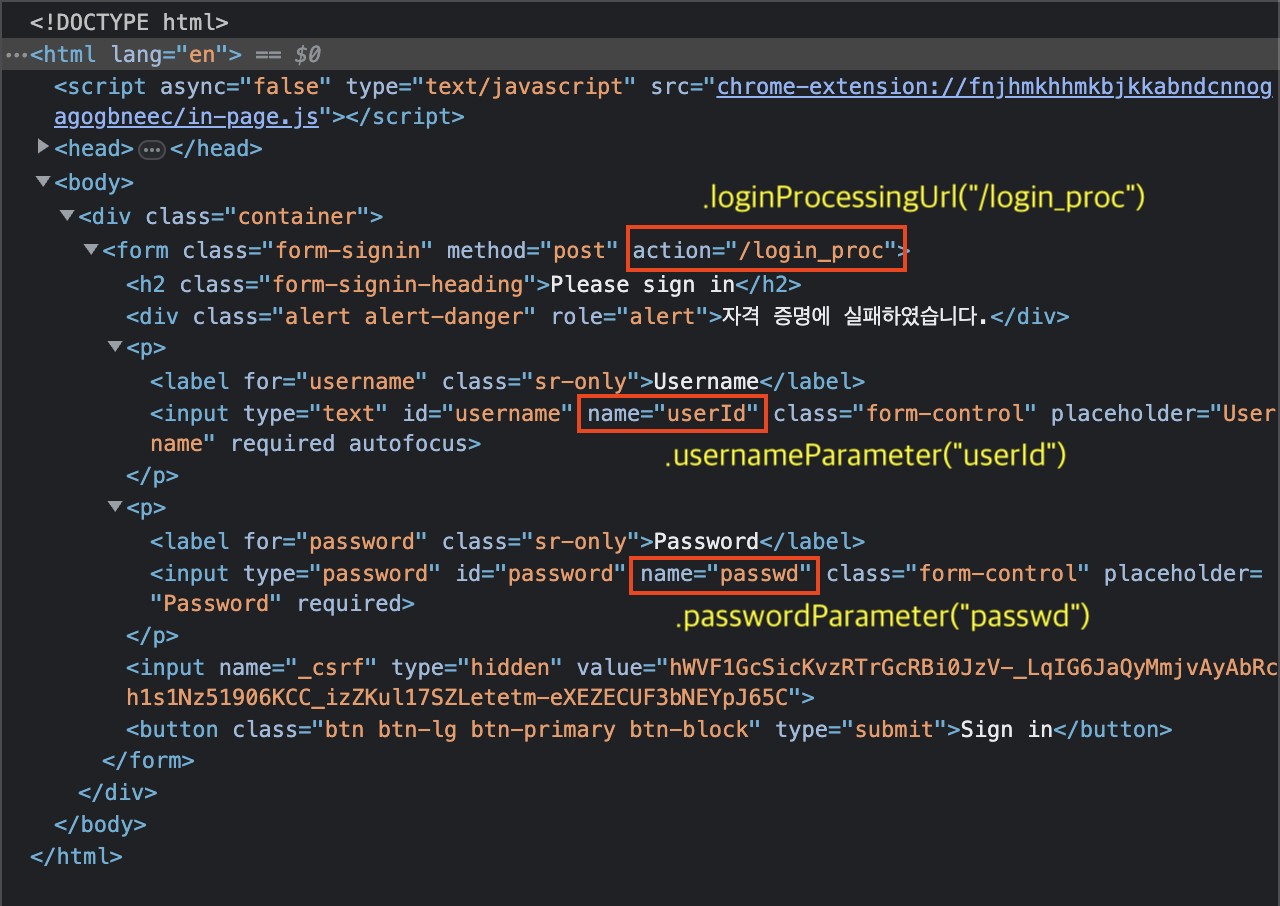 <!DOCTYPE html>
···<html lang="en"> == $0
<script async="false" type="text/javascript" src="chrome-extension://fnjhmkhhmkbjkkabndcnnog
agogbneec/in-page.js"></script>
▶<head>···</head>
▼<body>
.loginProcessingUrl("/login_proc")
▼<div class="container">
▼<form class="form-signin" method="post" action="/login_proc">
<h2 class="form-signin-heading">Please sign in</h2>
<div class="alert alert-danger" role="alert">자격 증명에 실패하였습니다.</div>
▼<p>
<label for="username" class="sr-only">Username</label>
<input type="text" id="username" name="userId" class="form-control" placeholder="User
name" required autofocus>
.usernameParameter("userId")
</p>
▼<p>
<label for="password" class="sr-only">Password</label>
<input type="password" id="password" name="passwd" class="form-control" placeholder=
"Password" required>
.passwordParameter("passwd")
</p>
<input name="_csrf" type="hidden" value="hWVF1GcSicKvzRTrGcRBi0JzV-_LqIG6JaQyMmjvAyAbRc
h1s1Nz51906KCC_izZKul17SZLetetm-eXEZECUF3bNEYpJ65C">
<button class="btn btn-lg btn-primary btn-block" type="submit">Sign in</button>
</form>
</div>
</body>
</html>